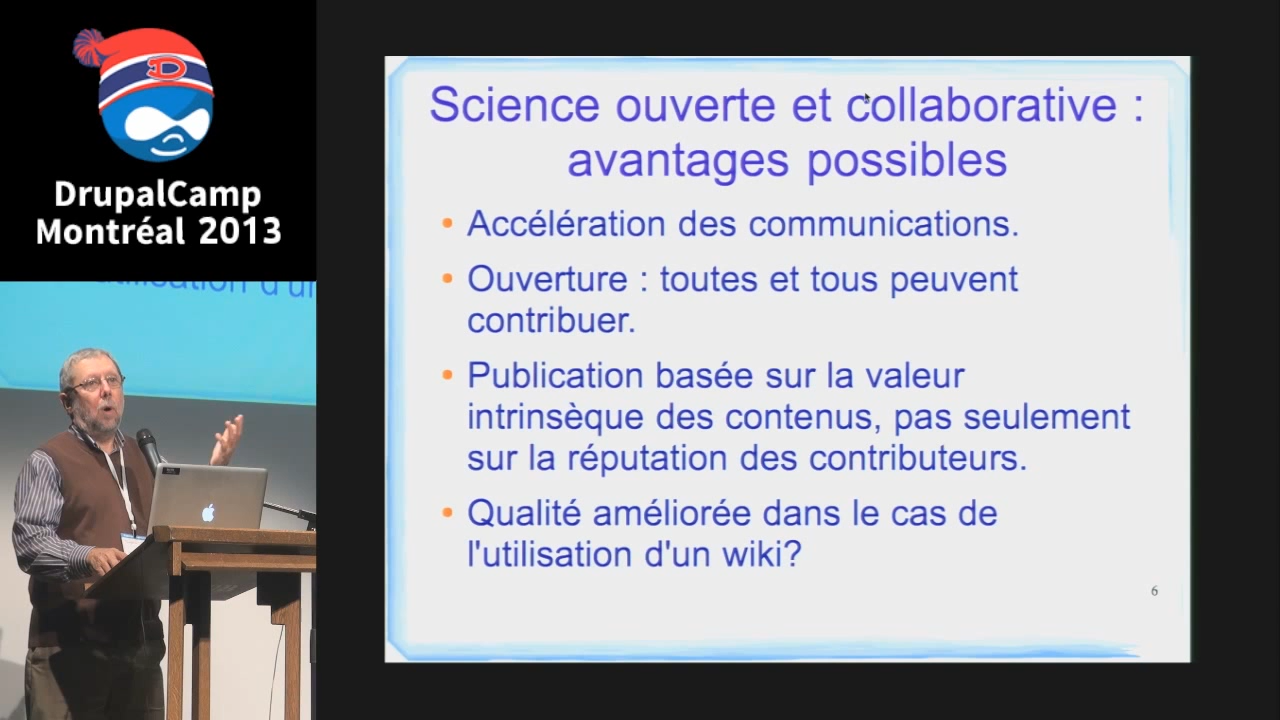 DrupalCamp
Montréal 2013
Science ouverte et collaborative :
avantages possibles
• Accélération des communications.
• Ouverture : toutes et tous peuvent
contribuer.
• Publication basée sur la valeur
intrinsèque des contenus, pas seulement
sur la réputation des contributeurs.
• Qualité améliorée dans le cas de
l'utilisation d'un wiki?
6